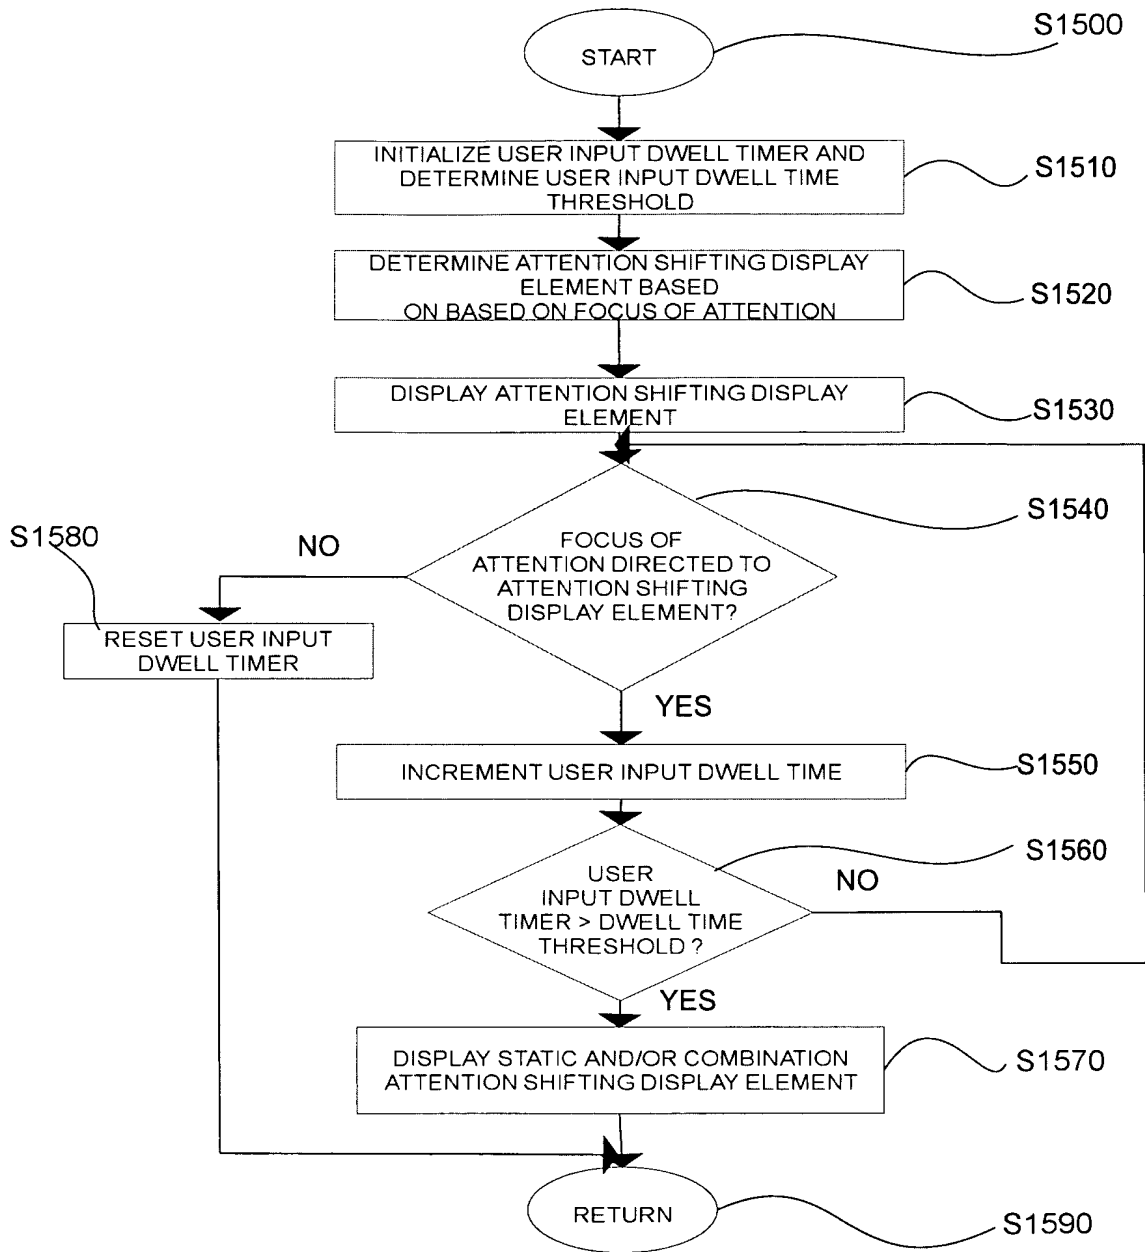 S1500
START
INITIALIZE USER INPUT DWELL TIMER AND
DETERMINE USER INPUT DWELL TIME
THRESHOLD
S1510
DETERMINE ATTENTION SHIFTING DISPLAY
ELEMENT BASED
ON BASED ON FOCUS OF ATTENTION
S1520
DISPLAY ATTENTION SHIFTING DISPLAY
ELEMENT
S1530
S1540
FOCUS OF
ATTENTION DIRECTED TO
ATTENTION SHIFTING
DISPLAY ELEMENT?
NO
S1580
RESET USER INPUT
DWELL TIMER
YES
INCREMENT USER INPUT DWELL TIME
S1550
S1560
USER
INPUT DWELL
TIMER > DWELL TIME
THRESHOLD ?
NO
YES
DISPLAY STATIC AND/OR COMBINATION
ATTENTION SHIFTING DISPLAY ELEMENT
S1570
RETURN
S1590